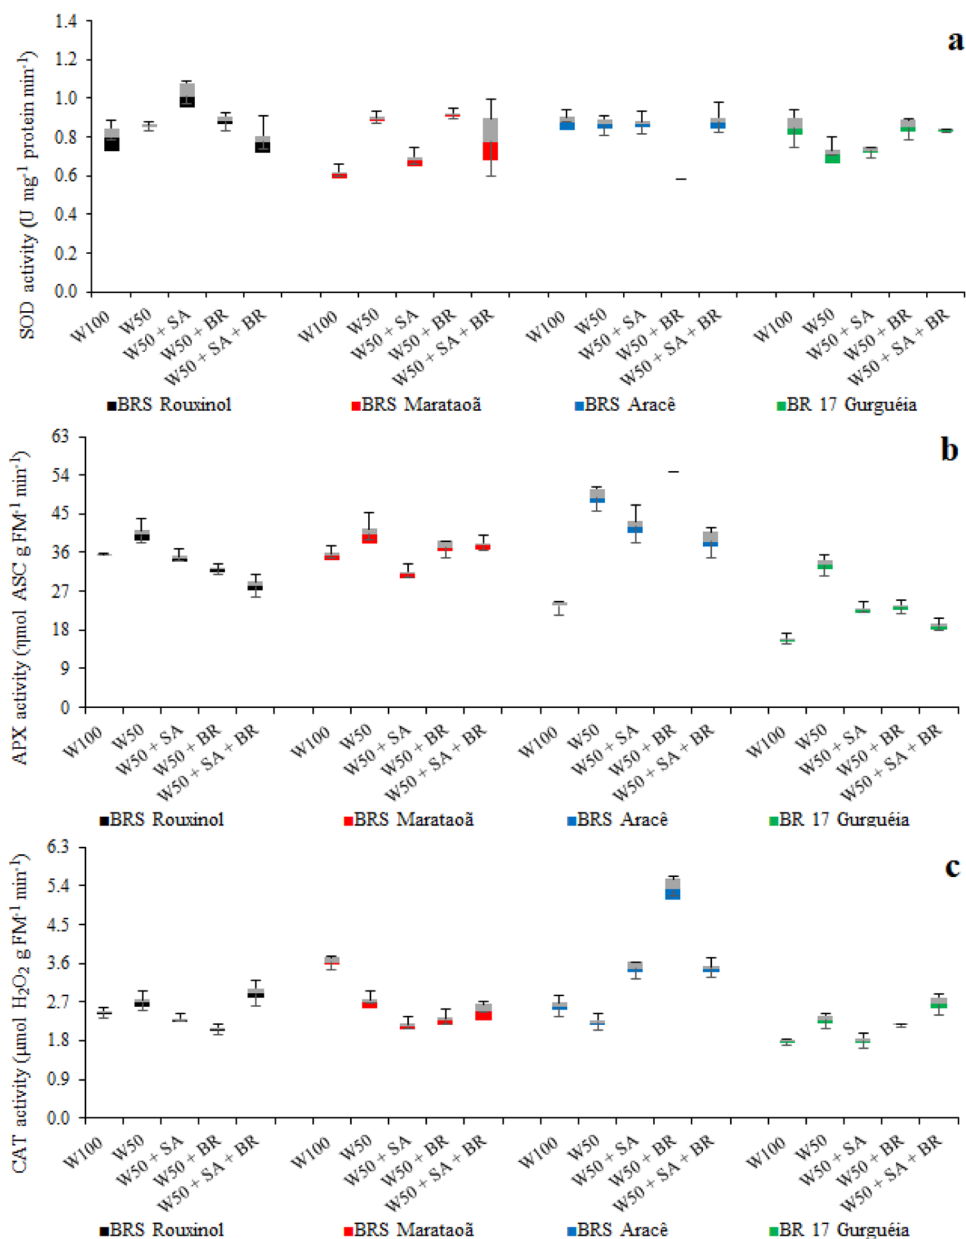 a
SOD activity (U mg⁻¹ protein min⁻¹)
1.4
1.2
1.0
0.8
0.6
0.4
0.2
0.0
W100 W50 W50 + SA W50 + BR W50 + SA + BR W100 W50 W50 + SA W50 + BR W50 + SA + BR W100 W50 W50 + SA W50 + BR W50 + SA + BR W100 W50 W50 + SA W50 + BR W50 + SA + BR
BRS Rouxinol BRS Marataoã BRS Aracê BR 17 Gurguéia
b
APX activity (ηmol ASC g FM⁻¹ min⁻¹)
63
54
45
36
27
18
9
0
W100 W50 W50 + SA W50 + BR W50 + SA + BR W100 W50 W50 + SA W50 + BR W50 + SA + BR W100 W50 W50 + SA W50 + BR W50 + SA + BR W100 W50 W50 + SA W50 + BR W50 + SA + BR
BRS Rouxinol BRS Marataoã BRS Aracê BR 17 Gurguéia
c
CAT activity (μmol H₂O₂ g FM⁻¹ min⁻¹)
6.3
5.4
4.5
3.6
2.7
1.8
0.9
0.0
W100 W50 W50 + SA W50 + BR W50 + SA + BR W100 W50 W50 + SA W50 + BR W50 + SA + BR W100 W50 W50 + SA W50 + BR W50 + SA + BR W100 W50 W50 + SA W50 + BR W50 + SA + BR
BRS Rouxinol BRS Marataoã BRS Aracê BR 17 Gurguéia